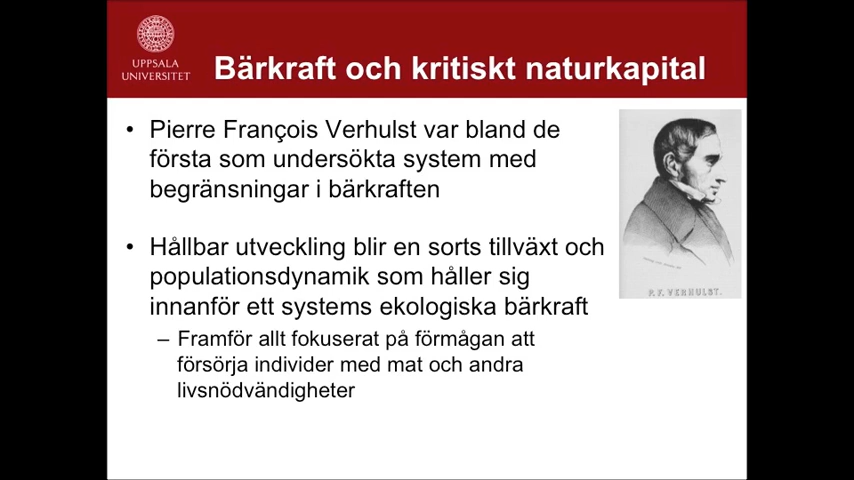 UPPSALA
UNIVERSITET
Bärkraft och kritiskt naturkapital
• Pierre François Verhulst var bland de
första som undersökta system med
begränsningar i bärkraften
• Hållbar utveckling blir en sorts tillväxt och
populationsdynamik som håller sig
innanför ett systems ekologiska bärkraft
– Framför allt fokuserat på förmågan att
försörja individer med mat och andra
livsnödvändigheter
P. F. VERHULST.